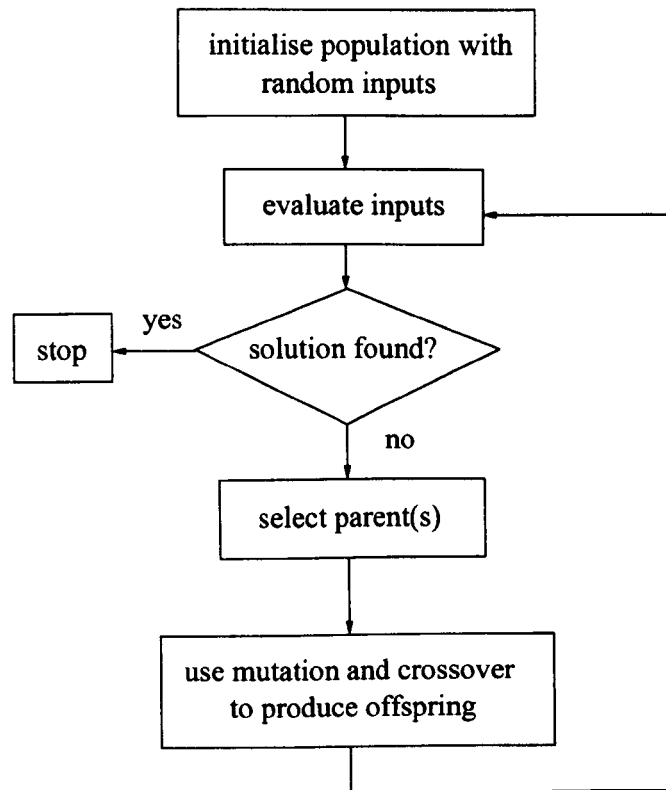 initialise population with
random inputs
evaluate inputs
yes
stop
solution found?
no
select parent(s)
use mutation and crossover
to produce offspring